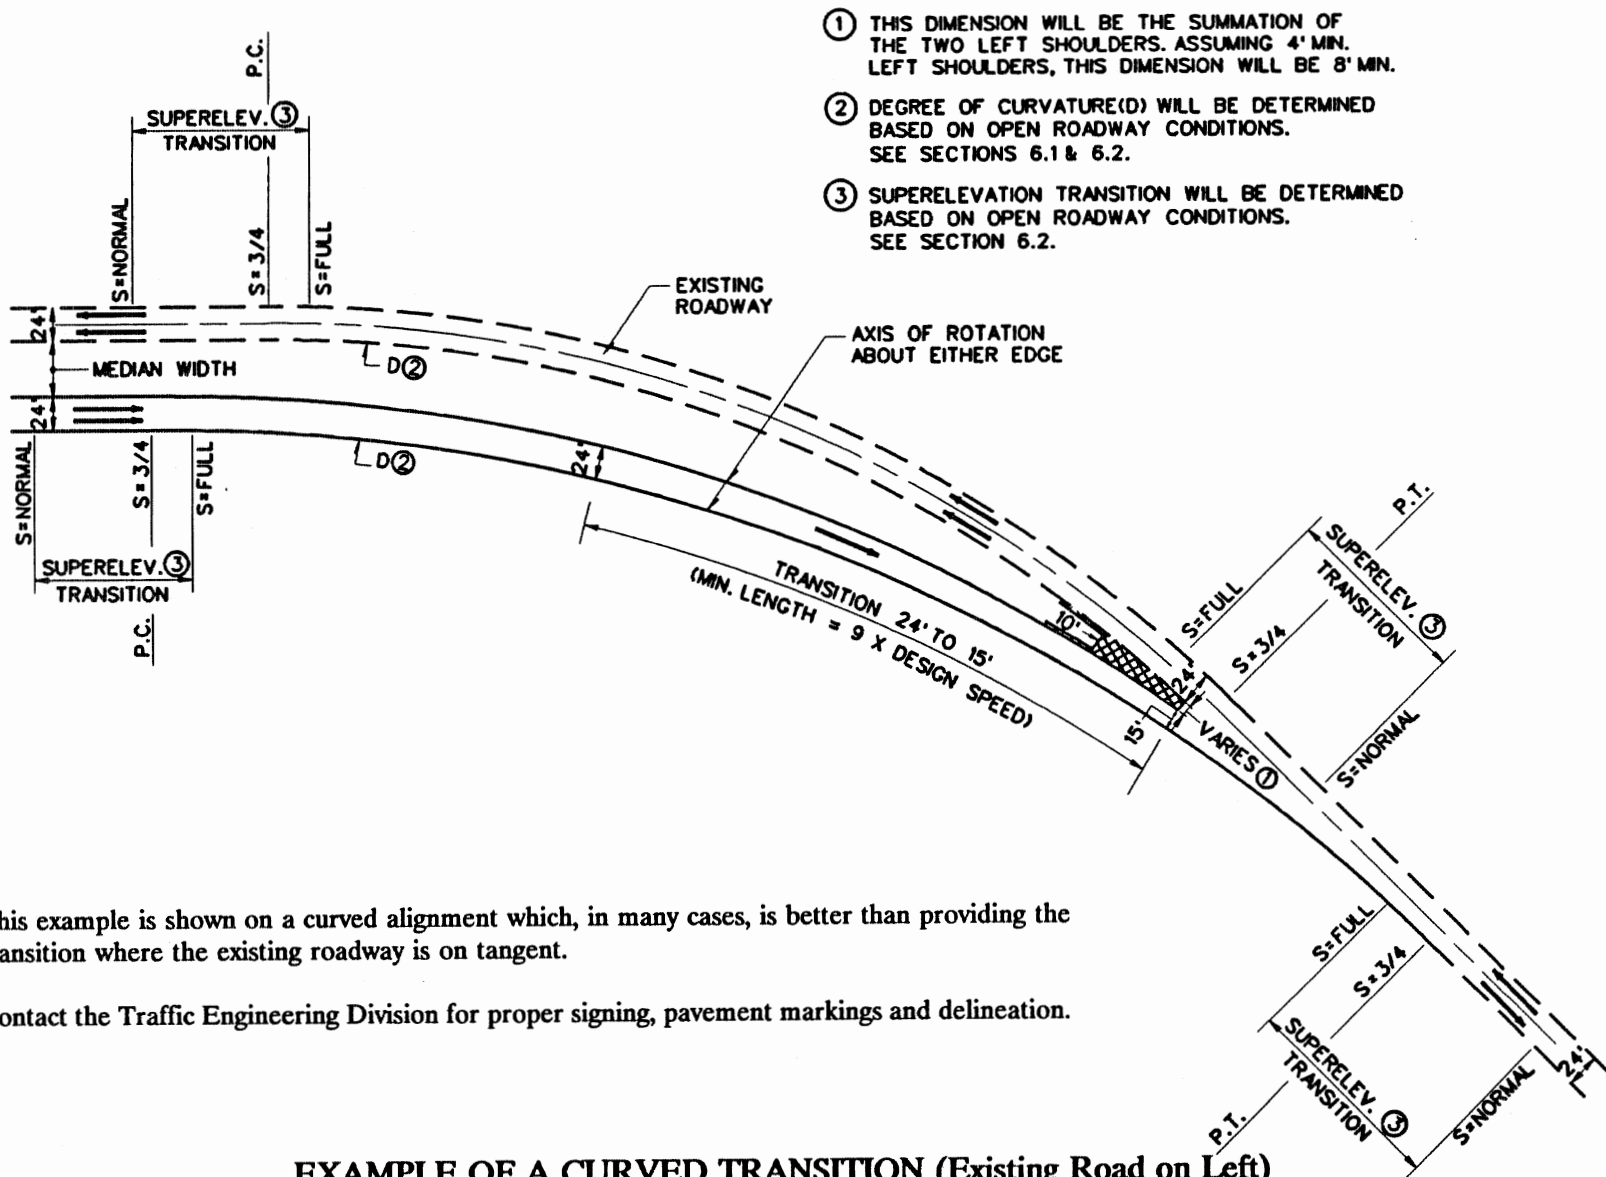 ① THIS DIMENSION WILL BE THE SUMMATION OF
THE TWO LEFT SHOULDERS. ASSUMING 4' MIN.
LEFT SHOULDERS, THIS DIMENSION WILL BE 8' MIN.
② DEGREE OF CURVATURE(D) WILL BE DETERMINED
BASED ON OPEN ROADWAY CONDITIONS.
SEE SECTIONS 6.1 & 6.2.
③ SUPERELEVATION TRANSITION WILL BE DETERMINED
BASED ON OPEN ROADWAY CONDITIONS.
SEE SECTION 6.2.
P.C.
SUPERELEV. ③
TRANSITION
S=NORMAL
S=3/4
S=FULL
EXISTING
ROADWAY
AXIS OF ROTATION
ABOUT EITHER EDGE
24'
MEDIAN WIDTH
24'
D②
D②
24'
S=NORMAL
S=3/4
S=FULL
SUPERELEV. ③
TRANSITION
P.C.
TRANSITION 24' TO 15'
(MIN. LENGTH = 9 X DESIGN SPEED)
10'
24'
15'
VARIES ①
P.T.
SUPERELEV. ③
TRANSITION
S=FULL
S=3/4
S=NORMAL
S=FULL
S=3/4
S=NORMAL
SUPERELEV. ③
TRANSITION
P.T.
24'
his example is shown on a curved alignment which, in many cases, is better than providing the
ansition where the existing roadway is on tangent.
ontact the Traffic Engineering Division for proper signing, pavement markings and delineation.
EXAMPLE OF A CURVED TRANSITION (Existing Road on Left)